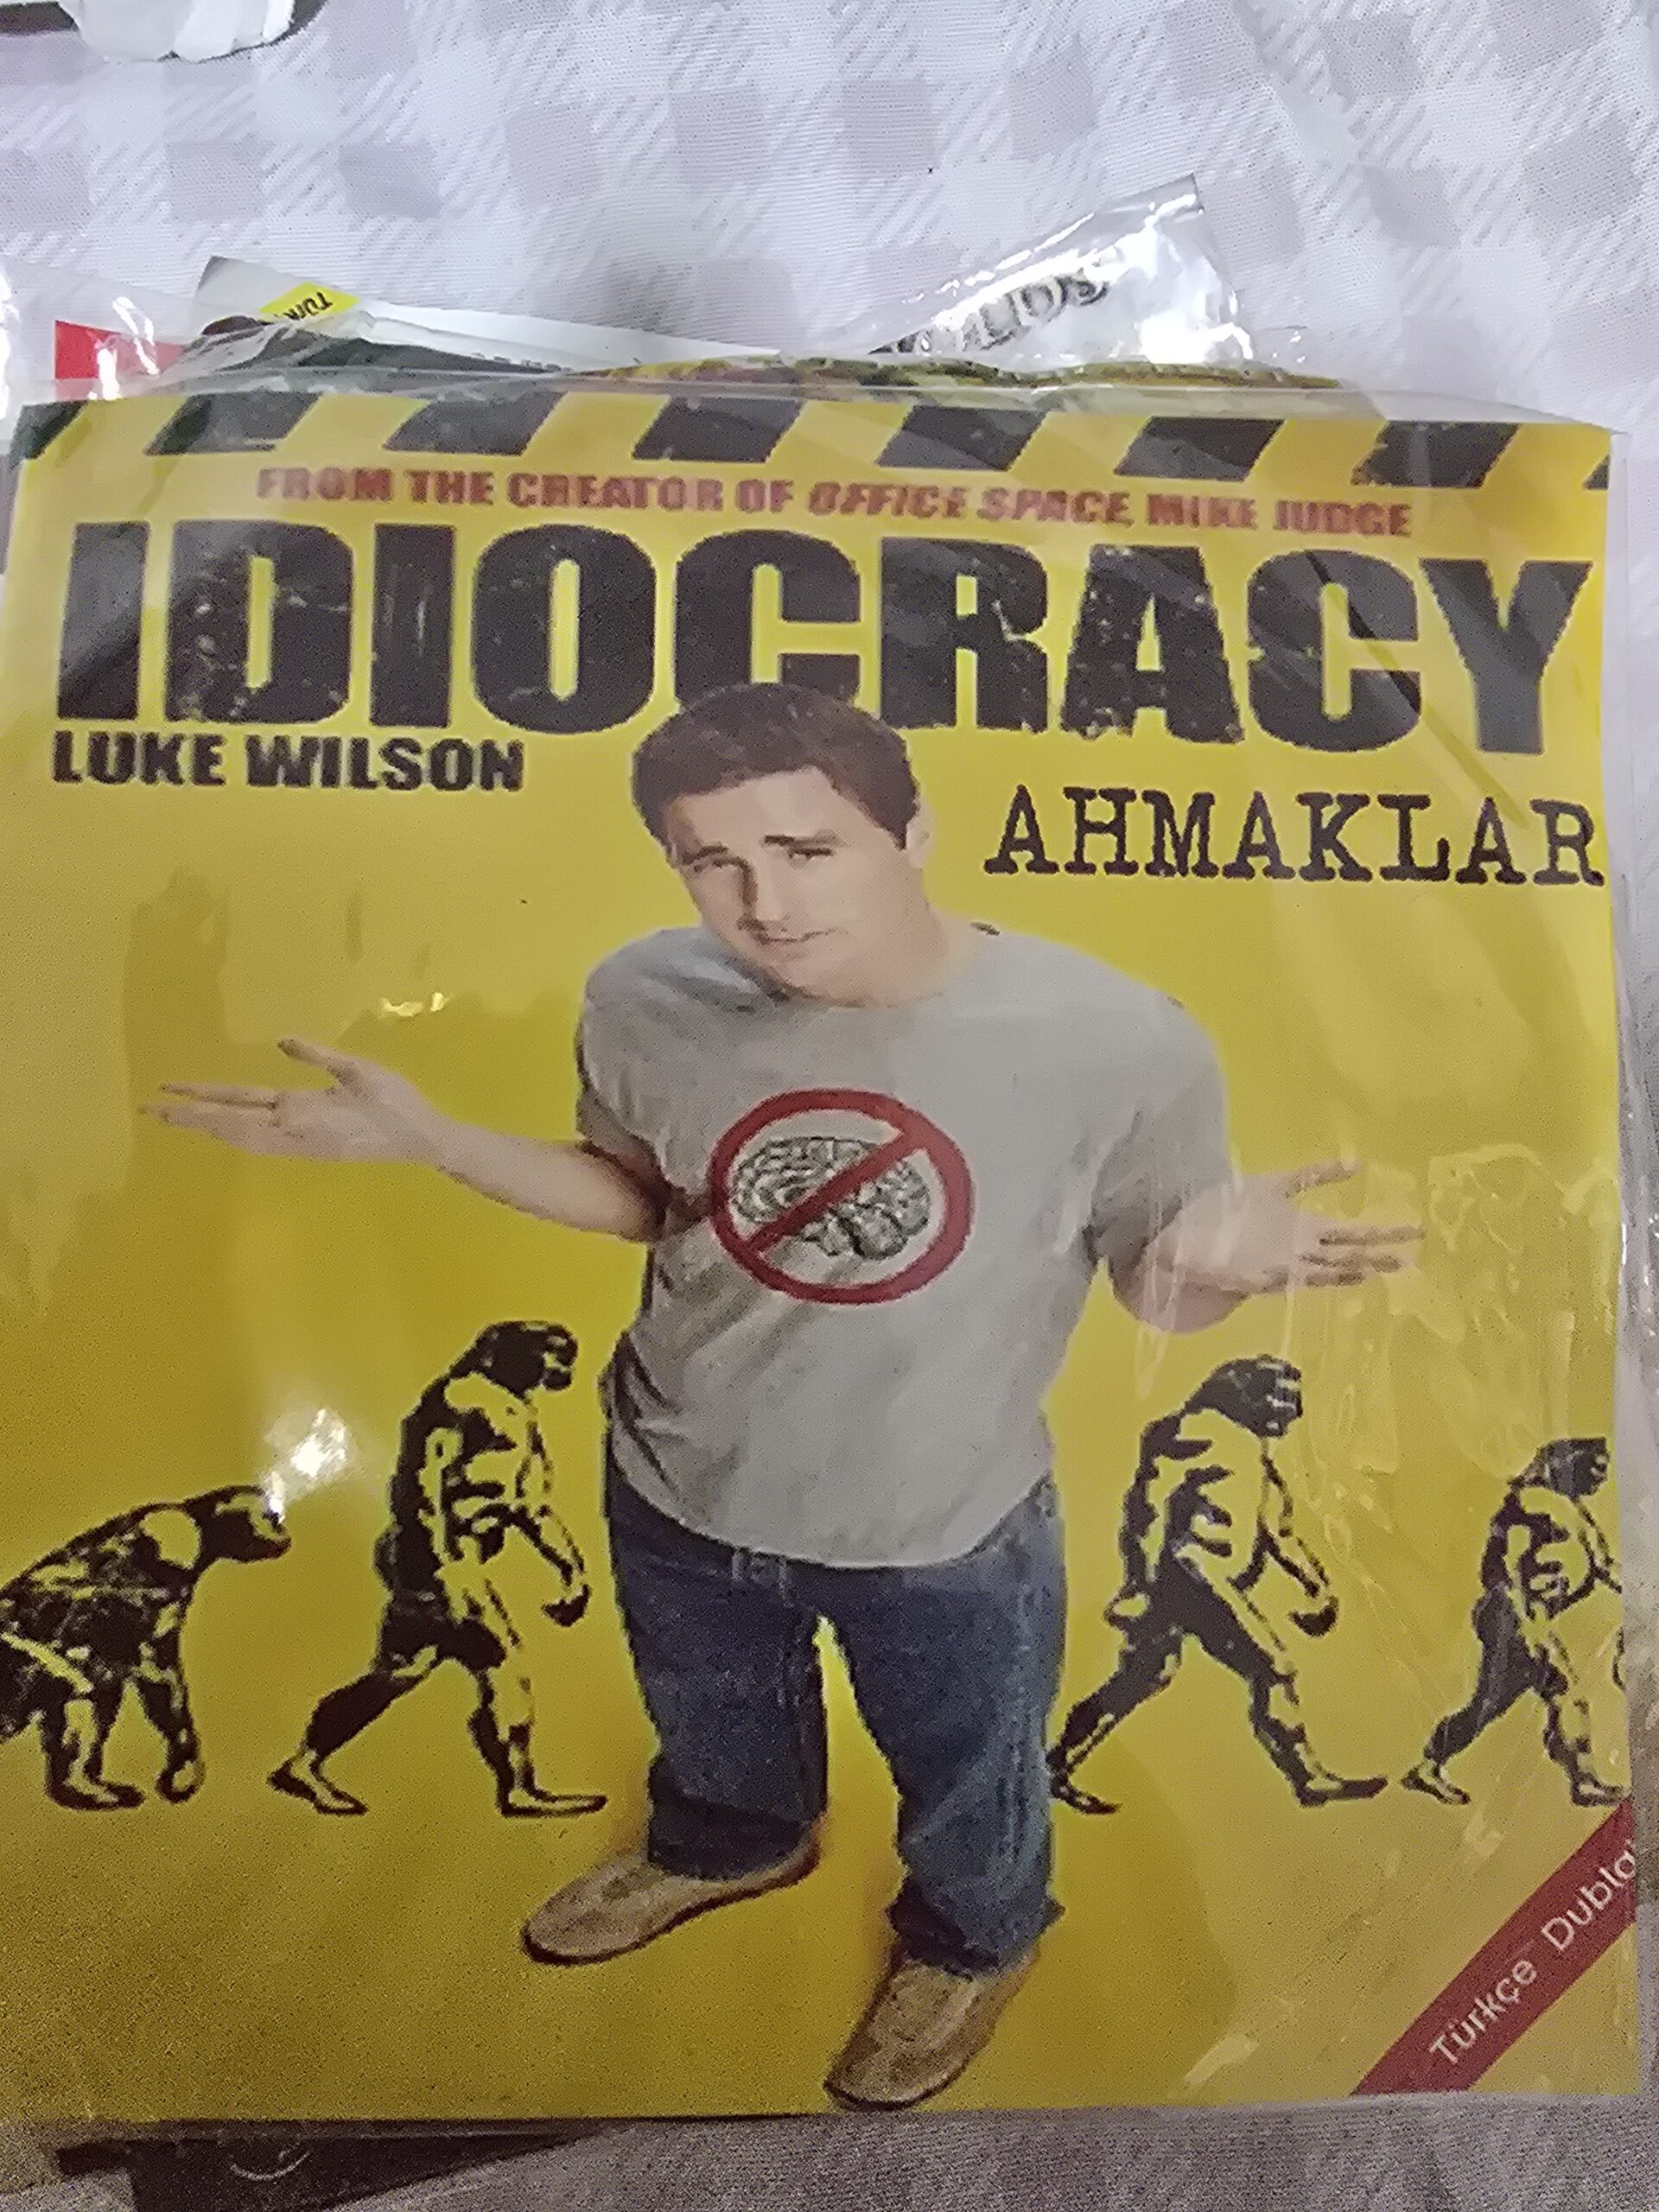 FROM THE CREATOR OF OFFICE SPACE, MIKE JUDGE
IDIOCRACY
LUKE WILSON
AHMAKLAR
Türkçe